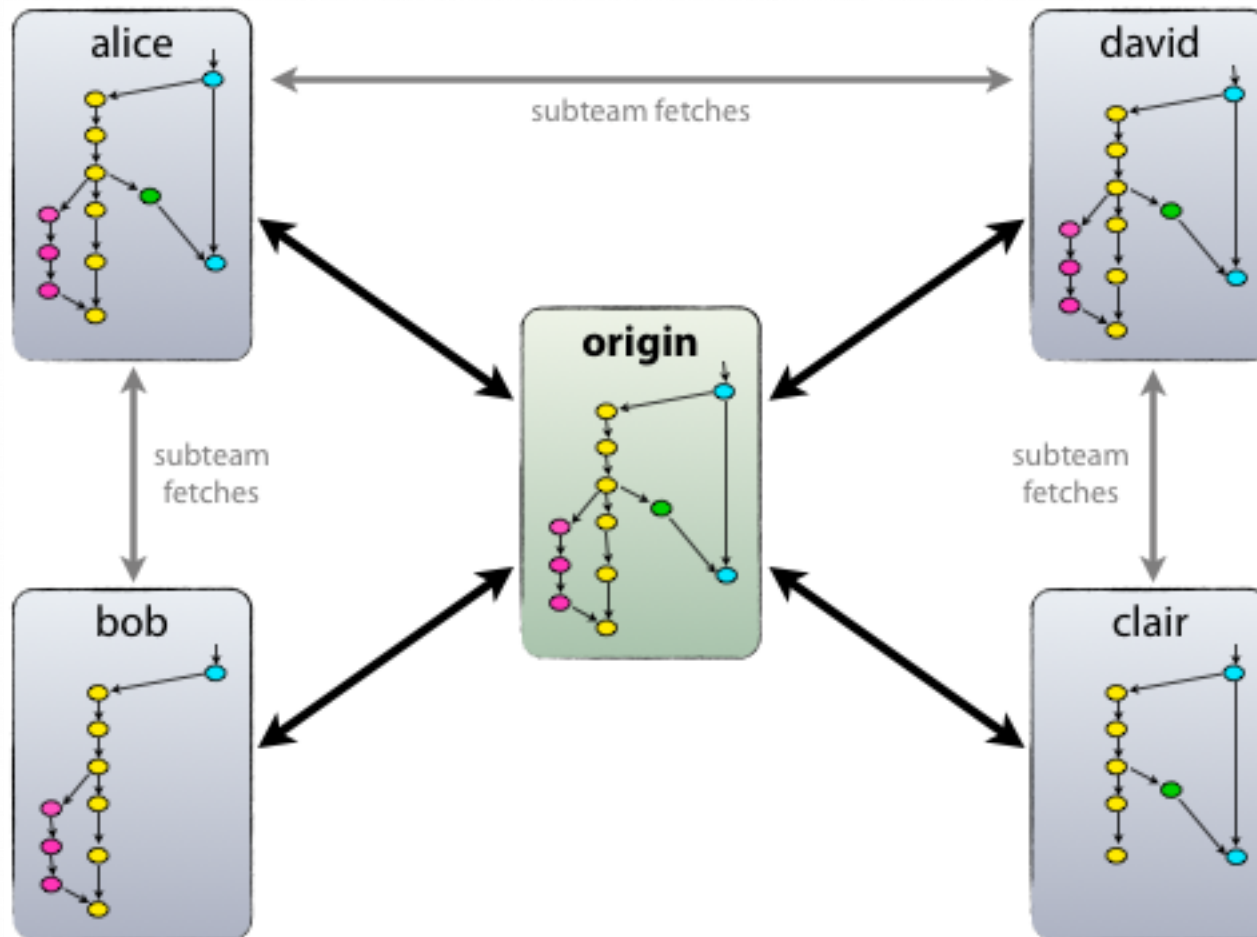 alice
david
subteam fetches
origin
subteam
fetches
subteam
fetches
bob
clair